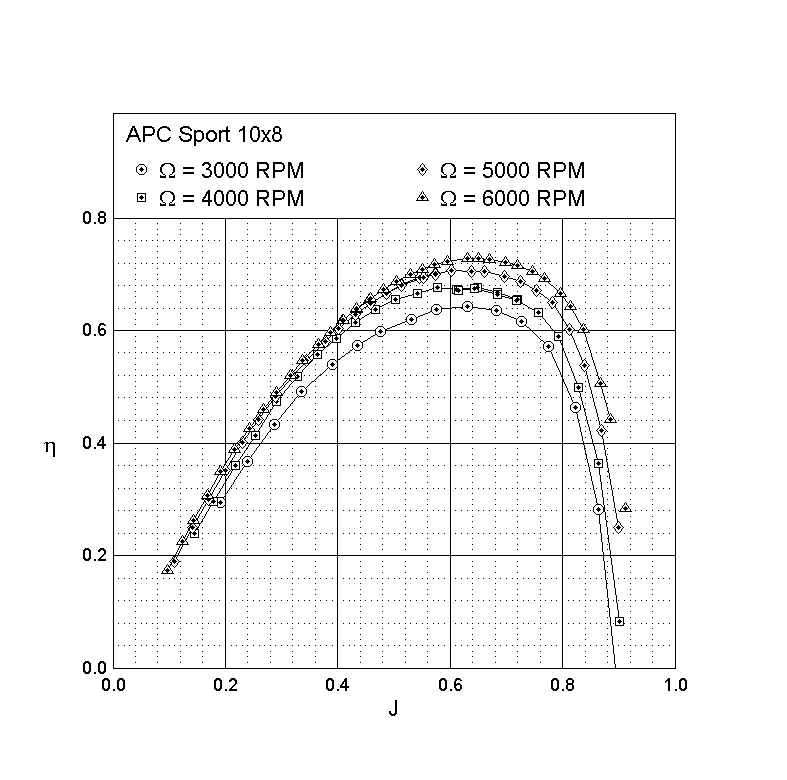 APC Sport 10x8
Ω = 3000 RPM Ω = 5000 RPM
Ω = 4000 RPM Ω = 6000 RPM
0.8
0.6
η
0.4
0.2
0.0
0.0 0.2 0.4 0.6 0.8 1.0
J